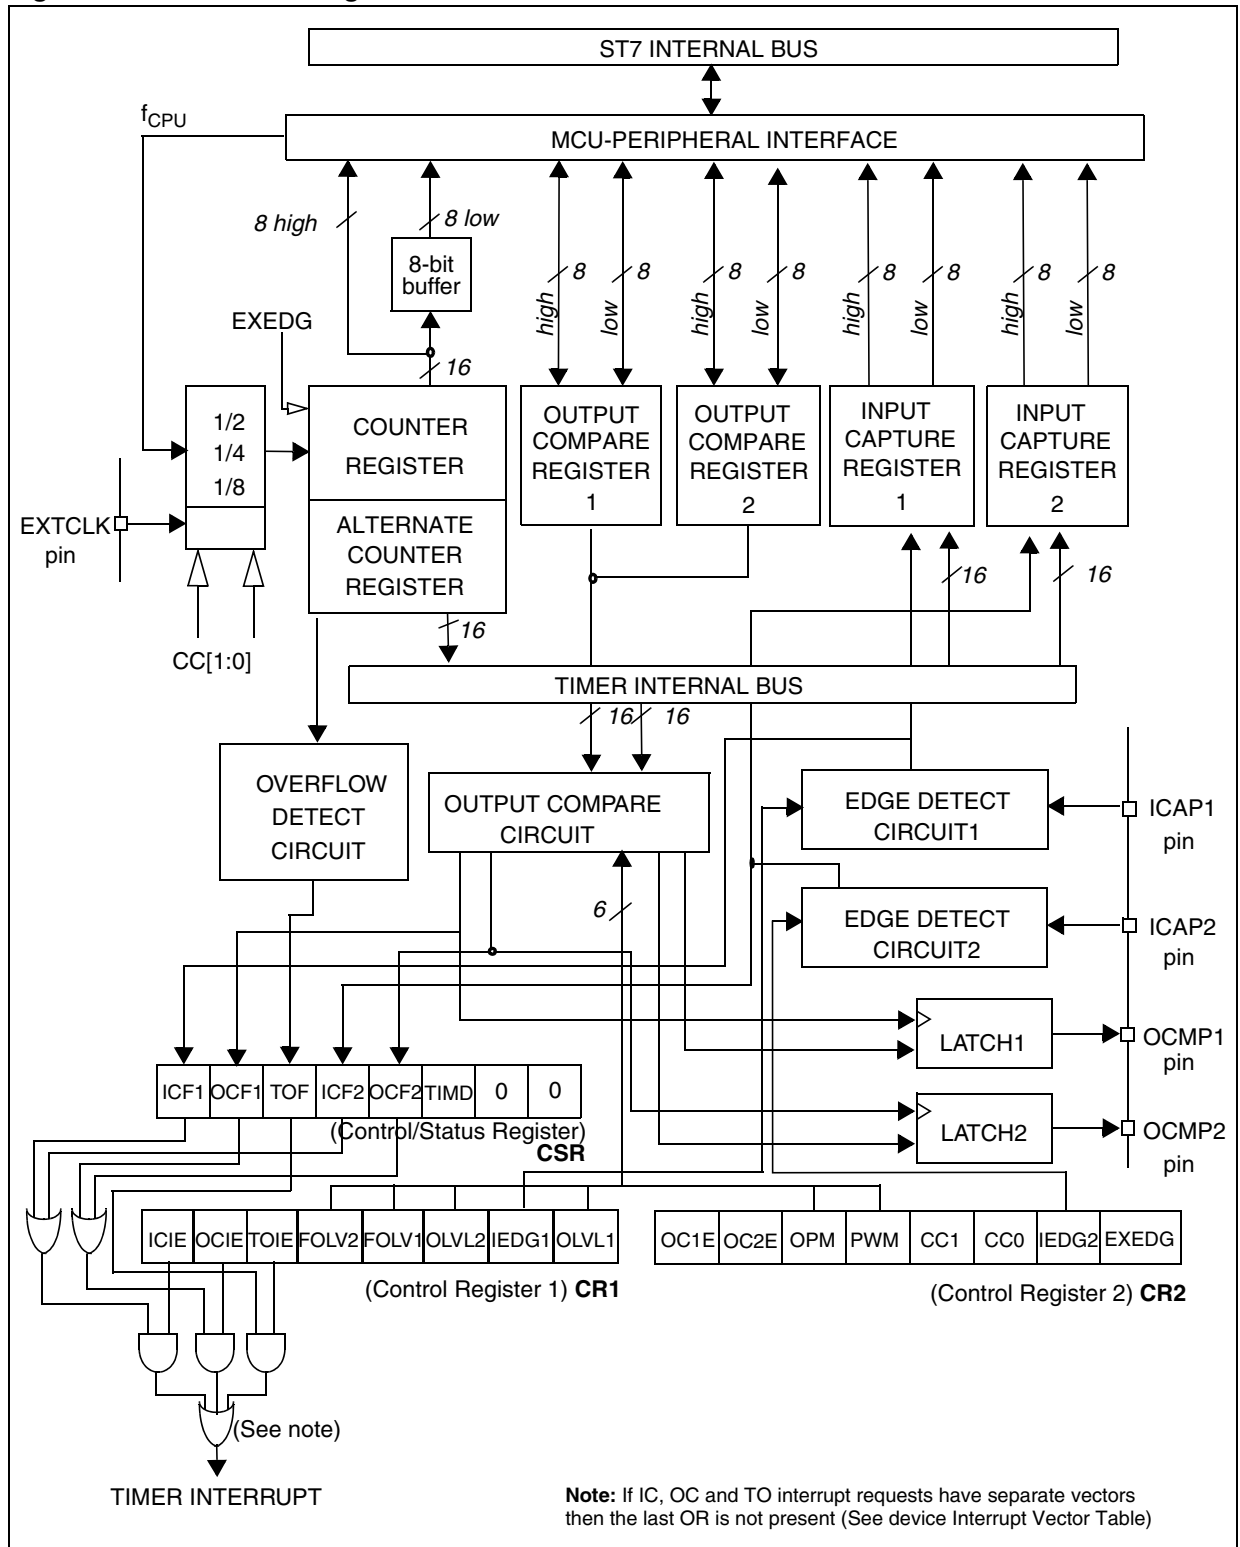 ST7 INTERNAL BUS
fCPU
MCU-PERIPHERAL INTERFACE
8 high
8 low
8-bit
buffer
8
8
8
8
8
8
8
8
high
low
high
low
high
low
high
low
EXEDG
16
1/2
1/4
1/8
COUNTER
REGISTER
OUTPUT
COMPARE
REGISTER
1
OUTPUT
COMPARE
REGISTER
2
INPUT
CAPTURE
REGISTER
1
INPUT
CAPTURE
REGISTER
2
EXTCLK
pin
ALTERNATE
COUNTER
REGISTER
16
16
16
CC[1:0]
TIMER INTERNAL BUS
16
16
OVERFLOW
DETECT
CIRCUIT
OUTPUT COMPARE
CIRCUIT
EDGE DETECT
CIRCUIT1
ICAP1
pin
6
EDGE DETECT
CIRCUIT2
ICAP2
pin
LATCH1
OCMP1
pin
LATCH2
OCMP2
pin
ICF1 OCF1 TOF ICF2 OCF2 TIMD 0 0
(Control/Status Register)
CSR
ICIE OCIE TOIE FOLV2 FOLV1 OLVL2 IEDG1 OLVL1
(Control Register 1) CR1
OC1E OC2E OPM PWM CC1 CC0 IEDG2 EXEDG
(Control Register 2) CR2
(See note)
TIMER INTERRUPT
Note: If IC, OC and TO interrupt requests have separate vectors
then the last OR is not present (See device Interrupt Vector Table)